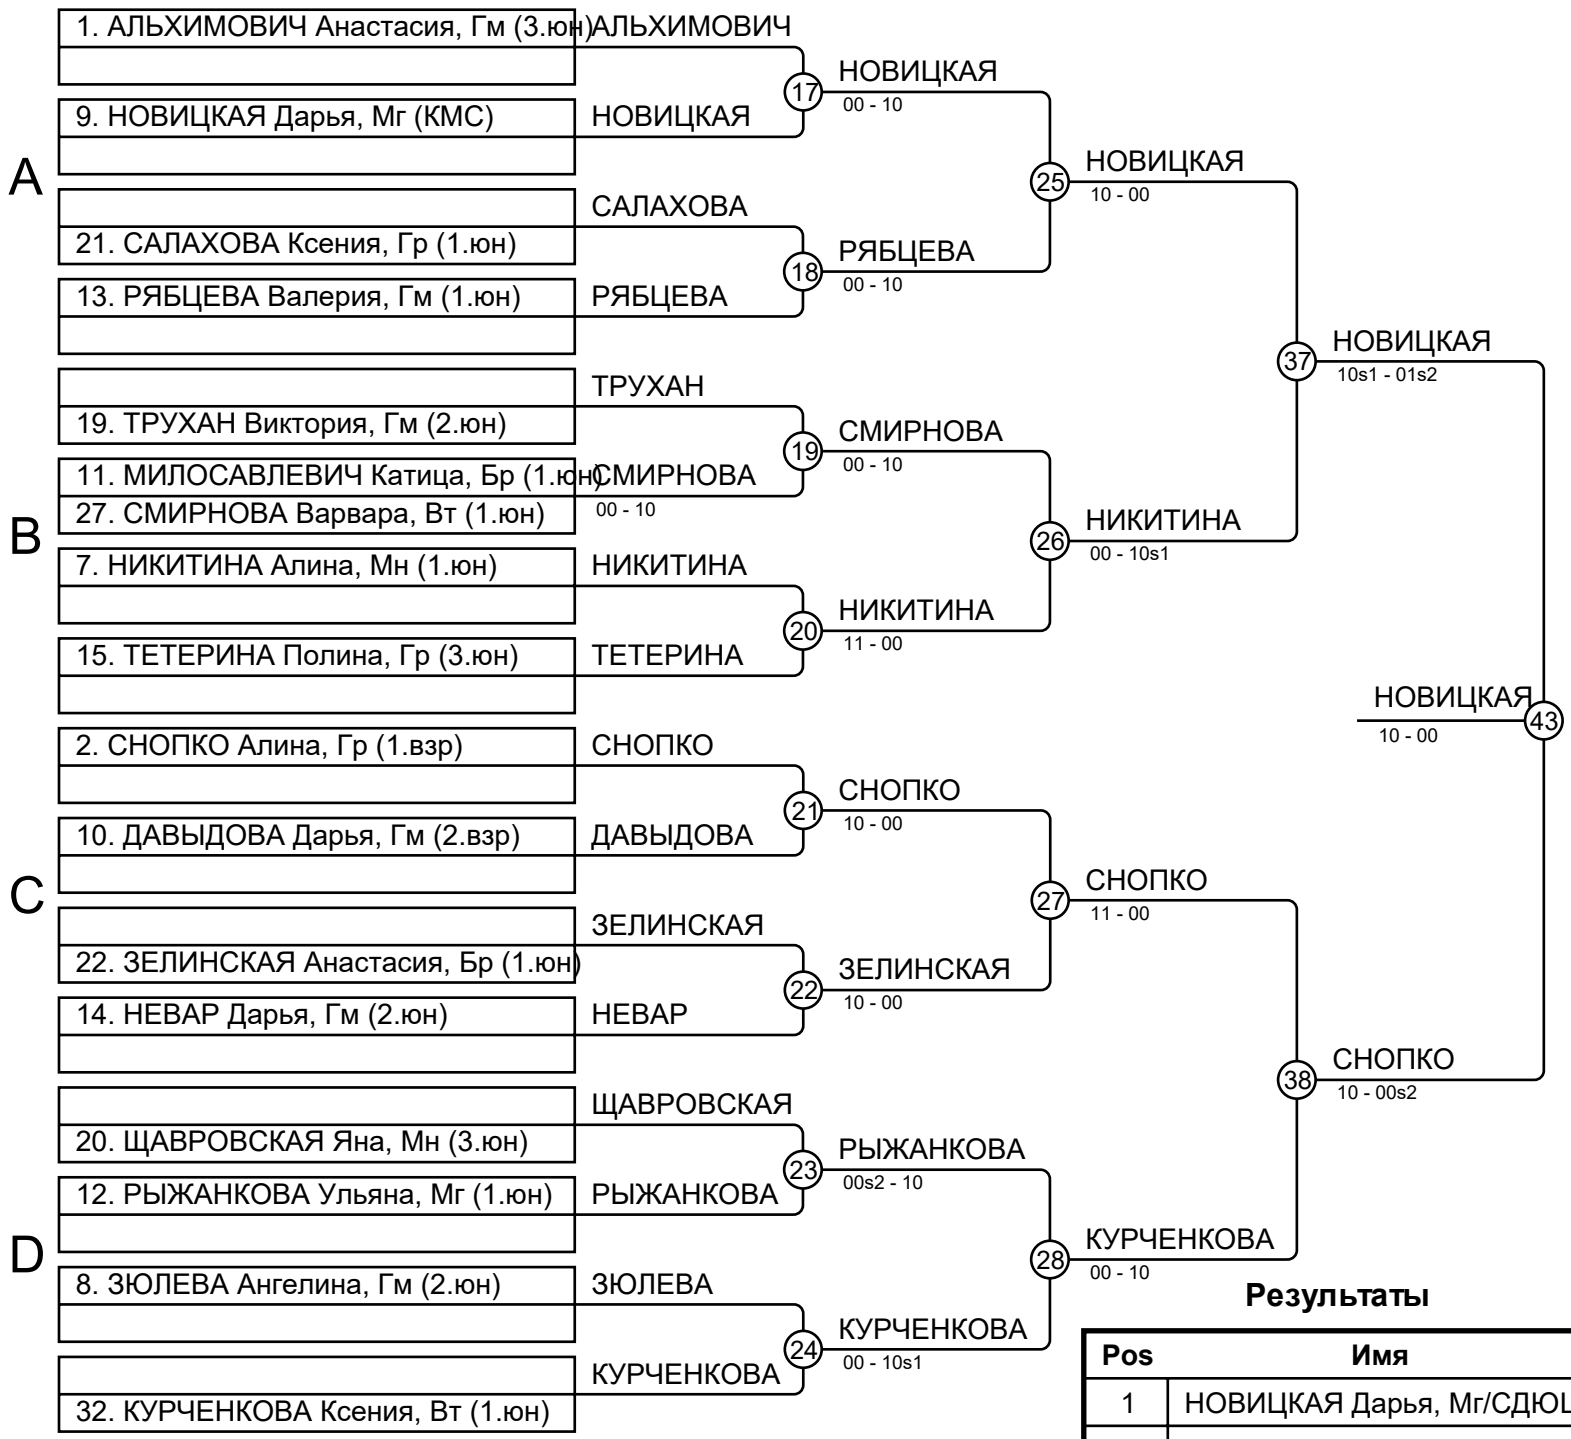 1. АЛЬХИМОВИЧ Анастасия, Гм (3.юн)
АЛЬХИМОВИЧ
17
НОВИЦКАЯ
00 - 10
9. НОВИЦКАЯ Дарья, Мг (КМС)
НОВИЦКАЯ
A
25
НОВИЦКАЯ
10 - 00
САЛАХОВА
21. САЛАХОВА Ксения, Гр (1.юн)
18
РЯБЦЕВА
00 - 10
13. РЯБЦЕВА Валерия, Гм (1.юн)
РЯБЦЕВА
37
НОВИЦКАЯ
10s1 - 01s2
ТРУХАН
19. ТРУХАН Виктория, Гм (2.юн)
19
СМИРНОВА
00 - 10
11. МИЛОСАВЛЕВИЧ Катица, Бр (1.юн)
СМИРНОВА
27. СМИРНОВА Варвара, Вт (1.юн)
00 - 10
B
26
НИКИТИНА
00 - 10s1
7. НИКИТИНА Алина, Мн (1.юн)
НИКИТИНА
20
НИКИТИНА
11 - 00
15. ТЕТЕРИНА Полина, Гр (3.юн)
ТЕТЕРИНА
НОВИЦКАЯ
43
10 - 00
2. СНОПКО Алина, Гр (1.взр)
СНОПКО
21
СНОПКО
10 - 00
10. ДАВЫДОВА Дарья, Гм (2.взр)
ДАВЫДОВА
C
27
СНОПКО
11 - 00
ЗЕЛИНСКАЯ
22. ЗЕЛИНСКАЯ Анастасия, Бр (1.юн)
22
ЗЕЛИНСКАЯ
10 - 00
14. НЕВАР Дарья, Гм (2.юн)
НЕВАР
38
СНОПКО
10 - 00s2
ЩАВРОВСКАЯ
20. ЩАВРОВСКАЯ Яна, Мн (3.юн)
23
РЫЖАНКОВА
00s2 - 10
12. РЫЖАНКОВА Ульяна, Мг (1.юн)
РЫЖАНКОВА
D
28
КУРЧЕНКОВА
00 - 10
8. ЗЮЛЕВА Ангелина, Гм (2.юн)
ЗЮЛЕВА
24
КУРЧЕНКОВА
00 - 10s1
КУРЧЕНКОВА
32. КУРЧЕНКОВА Ксения, Вт (1.юн)
Результаты
Pos Имя
1 НОВИЦКАЯ Дарья, Мг/СДЮ